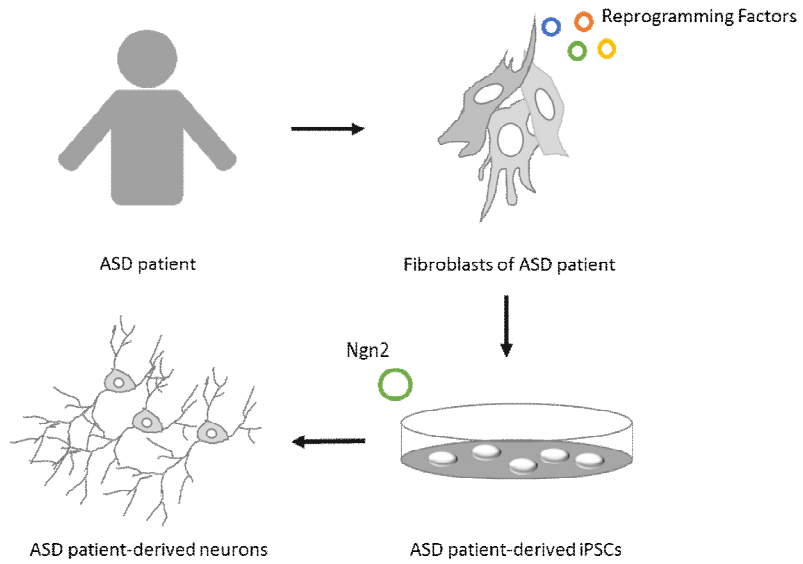 Reprogramming Factors
ASD patient
Fibroblasts of ASD patient
Ngn2
ASD patient-derived neurons
ASD patient-derived iPSCs